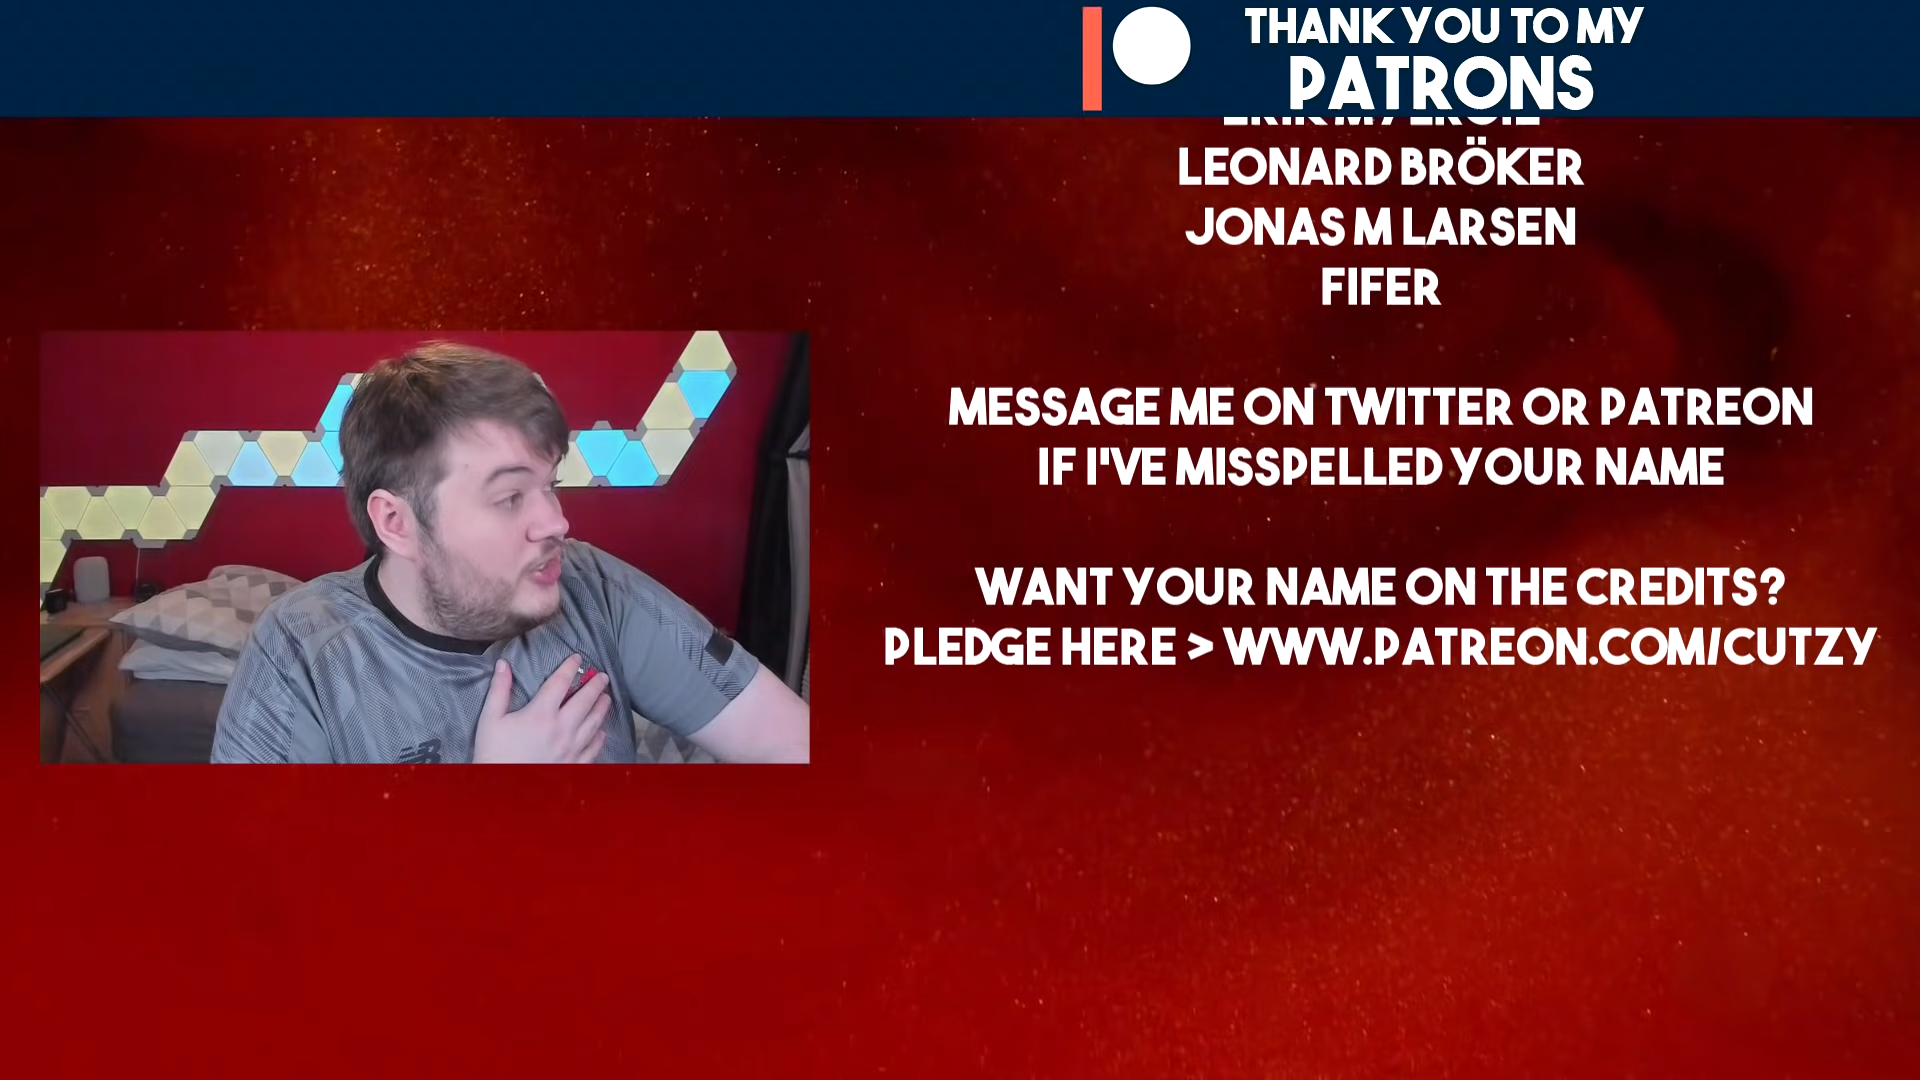 THANK YOU TO MY
PATRONS
LEONARD BRÖKER
JONAS M LARSEN
FIFER
MESSAGE ME ON TWITTER OR PATREON
IF I'VE MISSPELLED YOUR NAME
WANT YOUR NAME ON THE CREDITS?
PLEDGE HERE > WWW.PATREON.COM/CUTZY